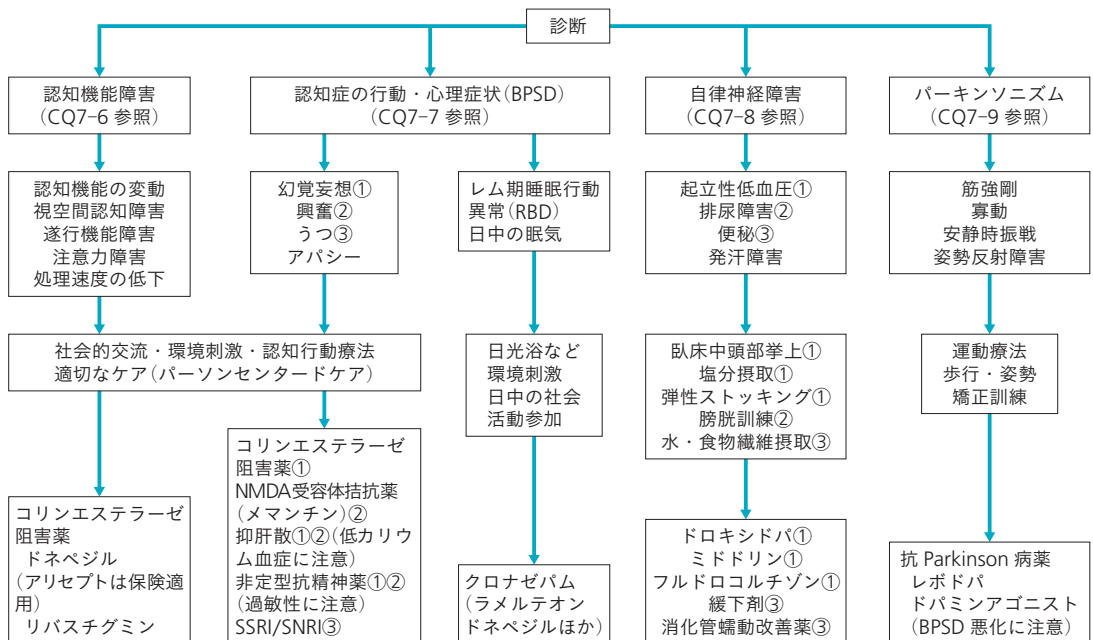 診断
認知機能障害
(CQ7-6 参照)
認知症の行動・心理症状(BPSD)
(CQ7-7 参照)
自律神経障害
(CQ7-8 参照)
パーキンソニズム
(CQ7-9 参照)
認知機能の変動
視空間認知障害
遂行機能障害
注意力障害
処理速度の低下
幻覚妄想①
興奮②
うつ③
アパシー
レム期睡眠行動
異常(RBD)
日中の眠気
起立性低血圧①
排尿障害②
便秘③
発汗障害
筋強剛
寡動
安静時振戦
姿勢反射障害
社会的交流・環境刺激・認知行動療法
適切なケア(パーソンセンタードケア)
日光浴など
環境刺激
日中の社会
活動参加
臥床中頭部挙上①
塩分摂取①
弾性ストッキング①
膀胱訓練②
水・食物繊維摂取③
運動療法
歩行・姿勢
矯正訓練
コリンエステラーゼ
阻害薬
ドネペジル
(アリセプトは保険適
用)
リバスチグミン
コリンエステラーゼ
阻害薬①
NMDA受容体拮抗薬
(メマンチン)②
抑肝散①②(低カリウ
ム血症に注意)
非定型抗精神薬①②
(過敏性に注意)
SSRI/SNRI③
クロナゼパム
(ラメルテオン
ドネペジルほか)
ドロキシドパ①
ミドドリン①
フルドロコルチゾン①
緩下剤③
消化管蠕動改善薬③
抗 Parkinson 病薬
レボドパ
ドパミンアゴニスト
(BPSD 悪化に注意)